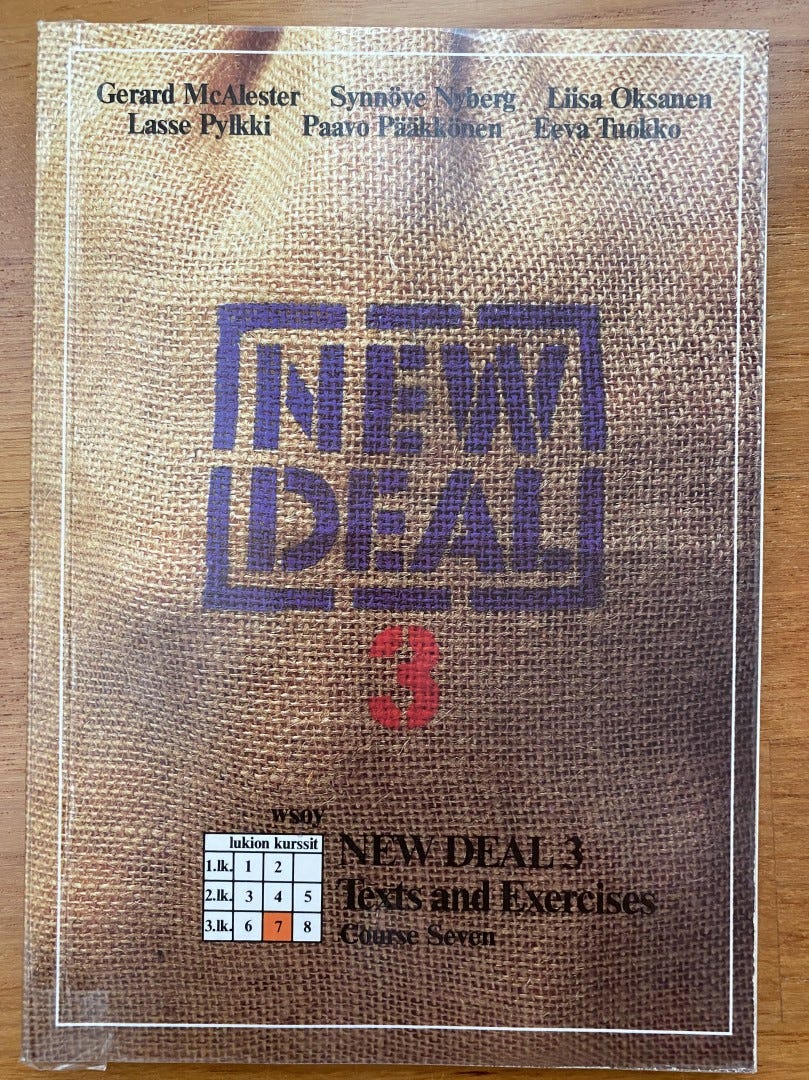 Gerard McAlester Synnöve Nyberg Liisa Oksanen
Lasse Pylkki Paavo Pääkkönen Eeva Tuokko
NEW
DEAL
3
wsoy
lukion kurssit
1.lk. 1 2
2.lk. 3 4 5
3.lk. 6 7 8
NEW DEAL 3
Texts and Exercises
Course Seven